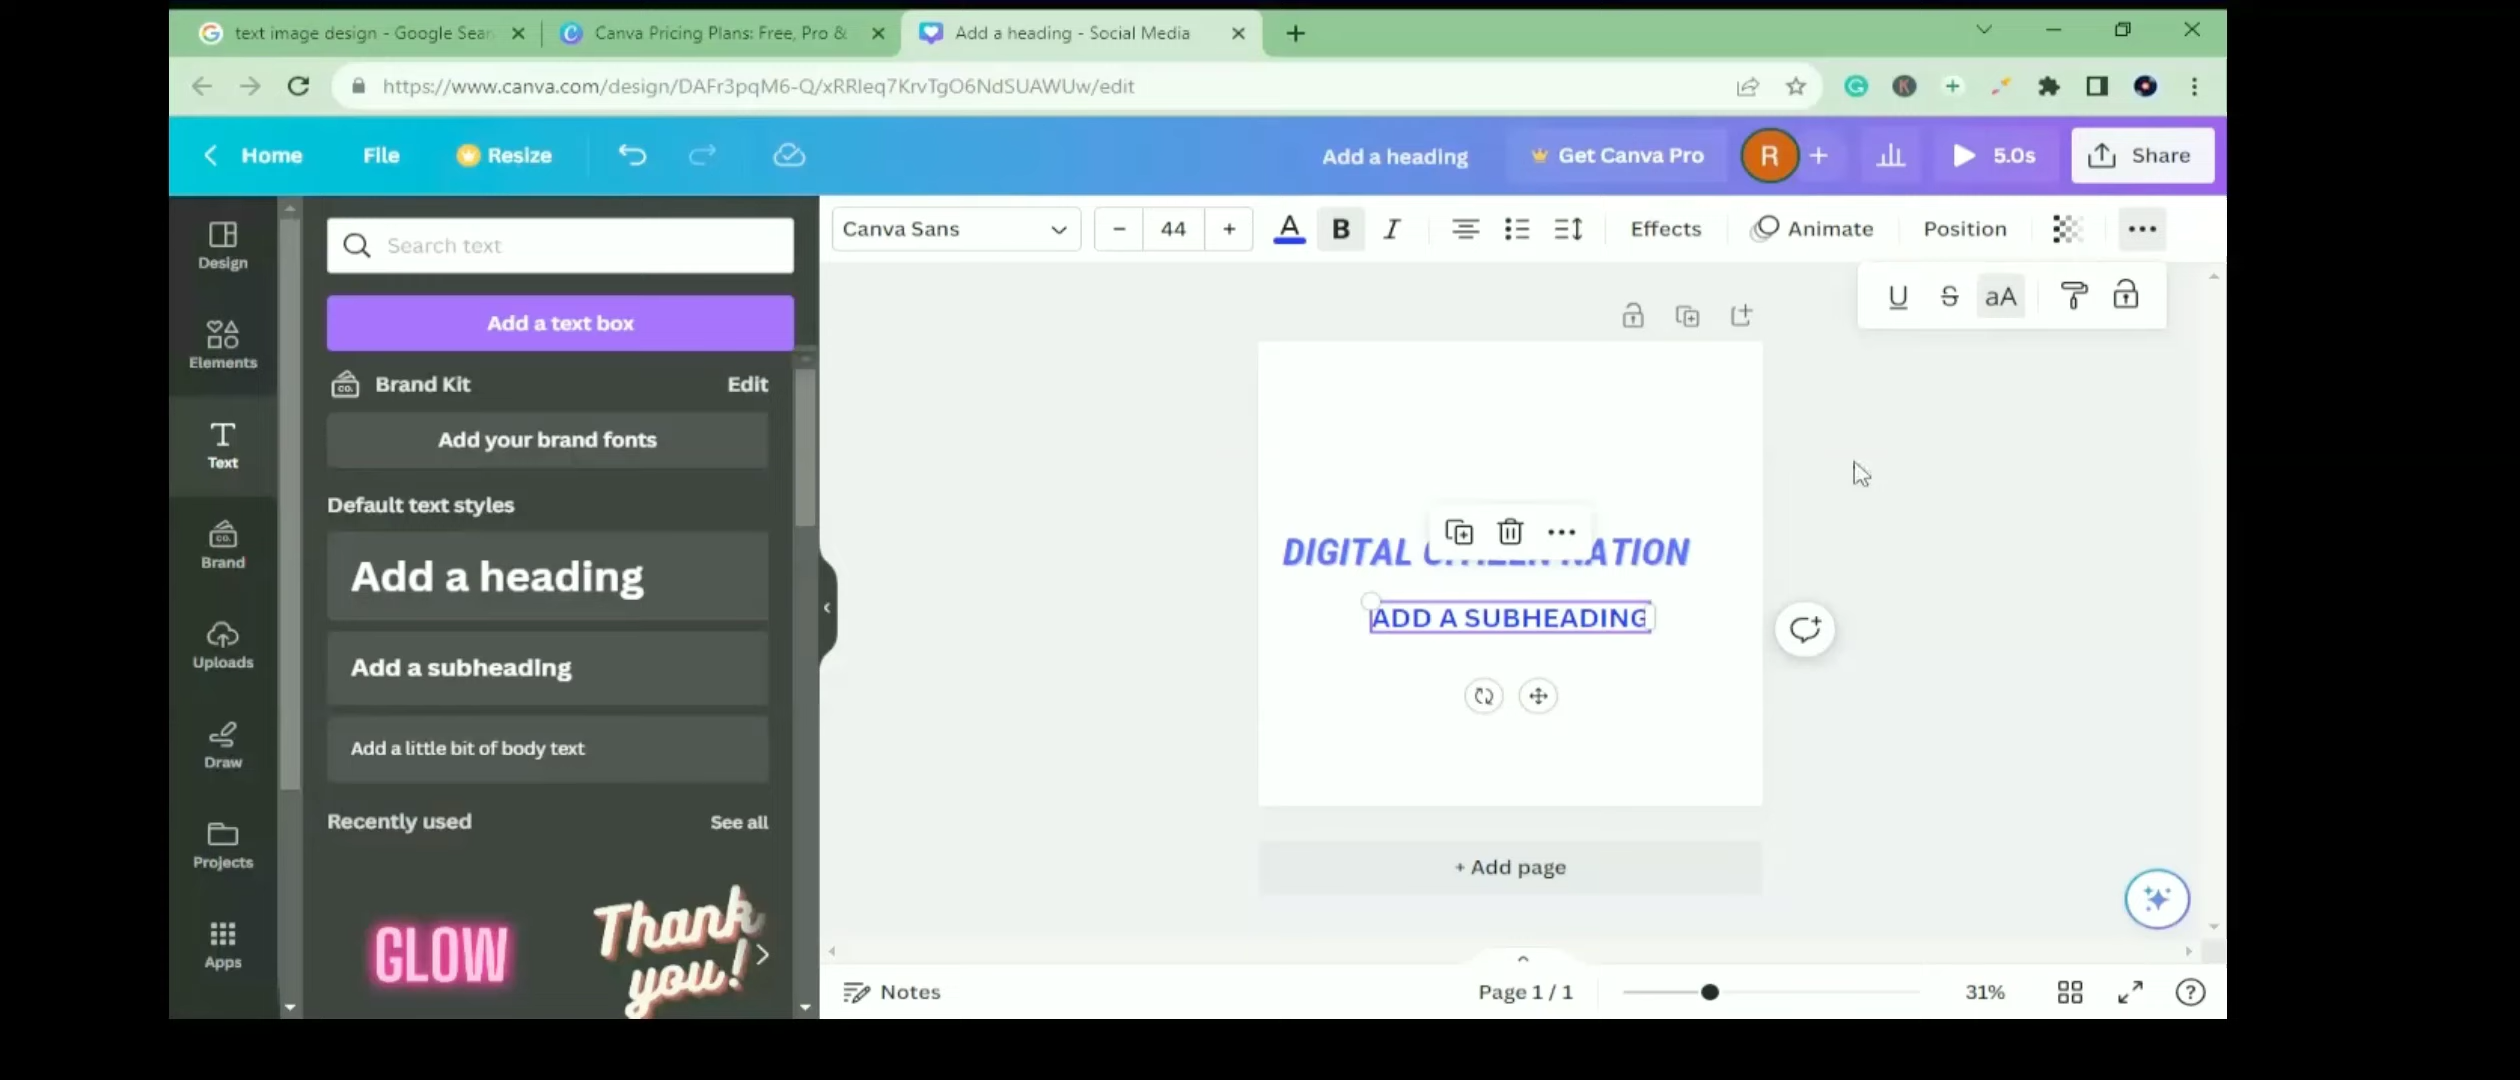 text image design - Google Sear
Canva Pricing Plans: Free, Pro &
Add a heading - Social Media
https://www.canva.com/design/DAFr3pqM6-Q/xRRleq7KrvTgO6NdSUAWUw/edit
Home
File
Resize
Add a heading
Get Canva Pro
R
5.0s
Share
Design
Elements
Text
Brand
Uploads
Draw
Projects
Apps
Search text
Add a text box
CO.
Brand Kit
Edit
Add your brand fonts
Default text styles
Add a heading
Add a subheading
Add a little bit of body text
Recently used
See all
GLOW
Thank
you!
Canva Sans
44
A
B
I
Effects
Animate
Position
U
S
aA
DIGITAL
ATION
ADD A SUBHEADING
+ Add page
Notes
Page 1 / 1
31%